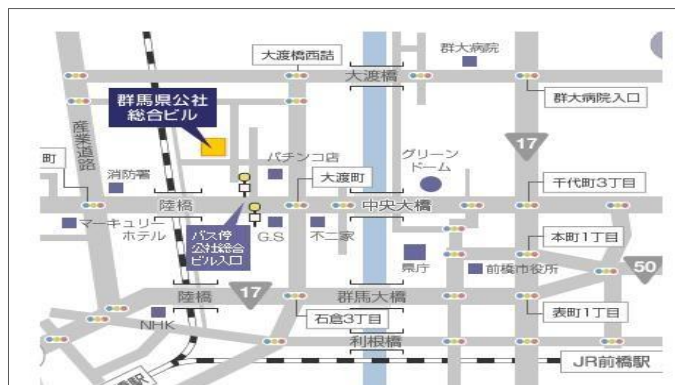 大渡橋西詰
群大病院
大渡橋
群馬県公社
総合ビル
群大病院入口
産業道路
17
町
消防署
パチンコ店
グリーン
ドーム
大渡町
千代町3丁目
陸橋
中央大橋
マーキュリー
ホテル
バス停
公社総合
ビル入口
G.S
不二家
県庁
前橋市役所
本町1丁目
50
陸橋
17
群馬大橋
NHK
石倉3丁目
表町1丁目
利根橋
JR前橋駅
橋駅